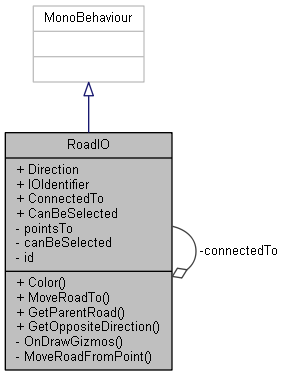 MonoBehaviour
RoadIO
+ Direction
+ IOIdentifier
+ ConnectedTo
+ CanBeSelected
- pointsTo
- canBeSelected
- id
-connectedTo
+ Color()
+ MoveRoadTo()
+ GetParentRoad()
+ GetOppositeDirection()
- OnDrawGizmos()
- MoveRoadFromPoint()